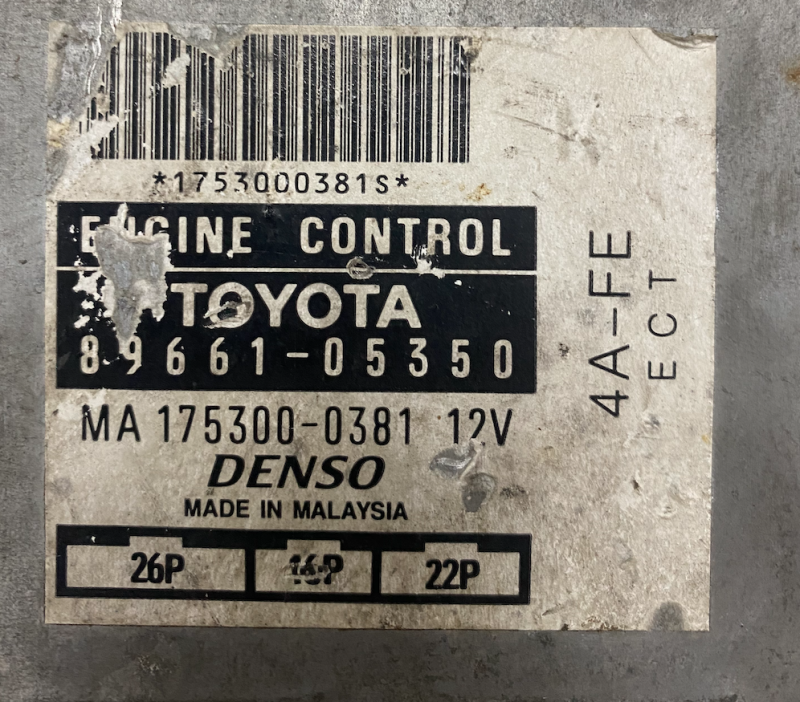 *1753000381S*
ENGINE CONTROL
TOYOTA
89661-05350
MA 175300-0381 12V
DENSO
MADE IN MALAYSIA
26P 16P 22P
4A-FE
ECT